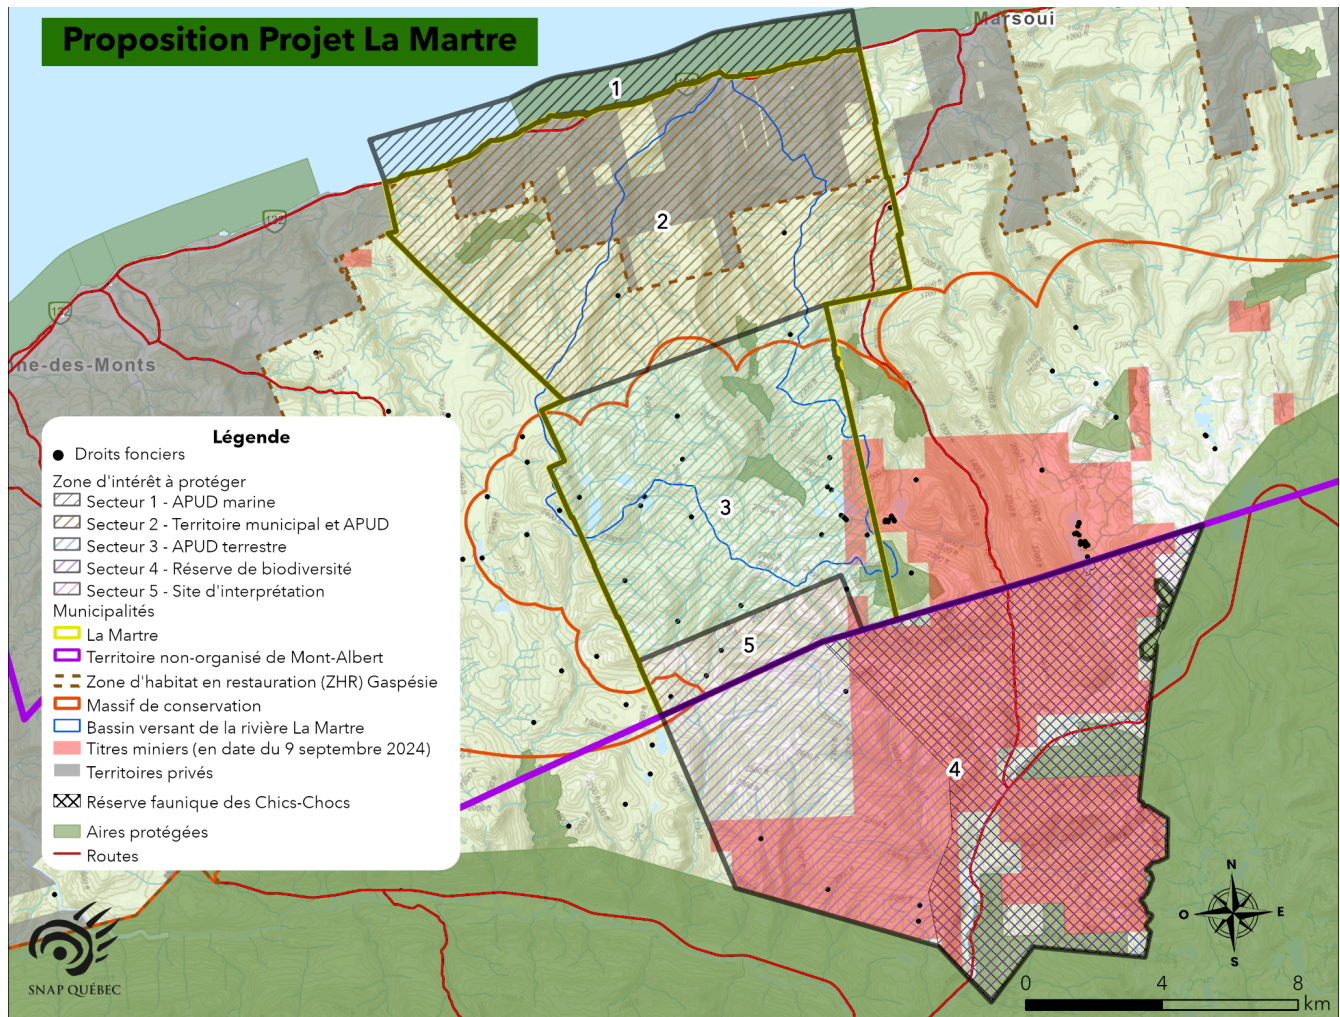 Proposition Projet La Martre
Marsoui
1
132
2
132
132
ne-des-Monts
3
5
4
Légende
Droits fonciers
Zone d'intérêt à protéger
Secteur 1 - APUD marine
Secteur 2 - Territoire municipal et APUD
Secteur 3 - APUD terrestre
Secteur 4 - Réserve de biodiversité
Secteur 5 - Site d'interprétation
Municipalités
La Martre
Territoire non-organisé de Mont-Albert
Zone d'habitat en restauration (ZHR) Gaspésie
Massif de conservation
Bassin versant de la rivière La Martre
Titres miniers (en date du 9 septembre 2024)
Territoires privés
Réserve faunique des Chics-Chocs
Aires protégées
Routes
SNAP QUÉBEC
N
O E
S
0 4 8
km